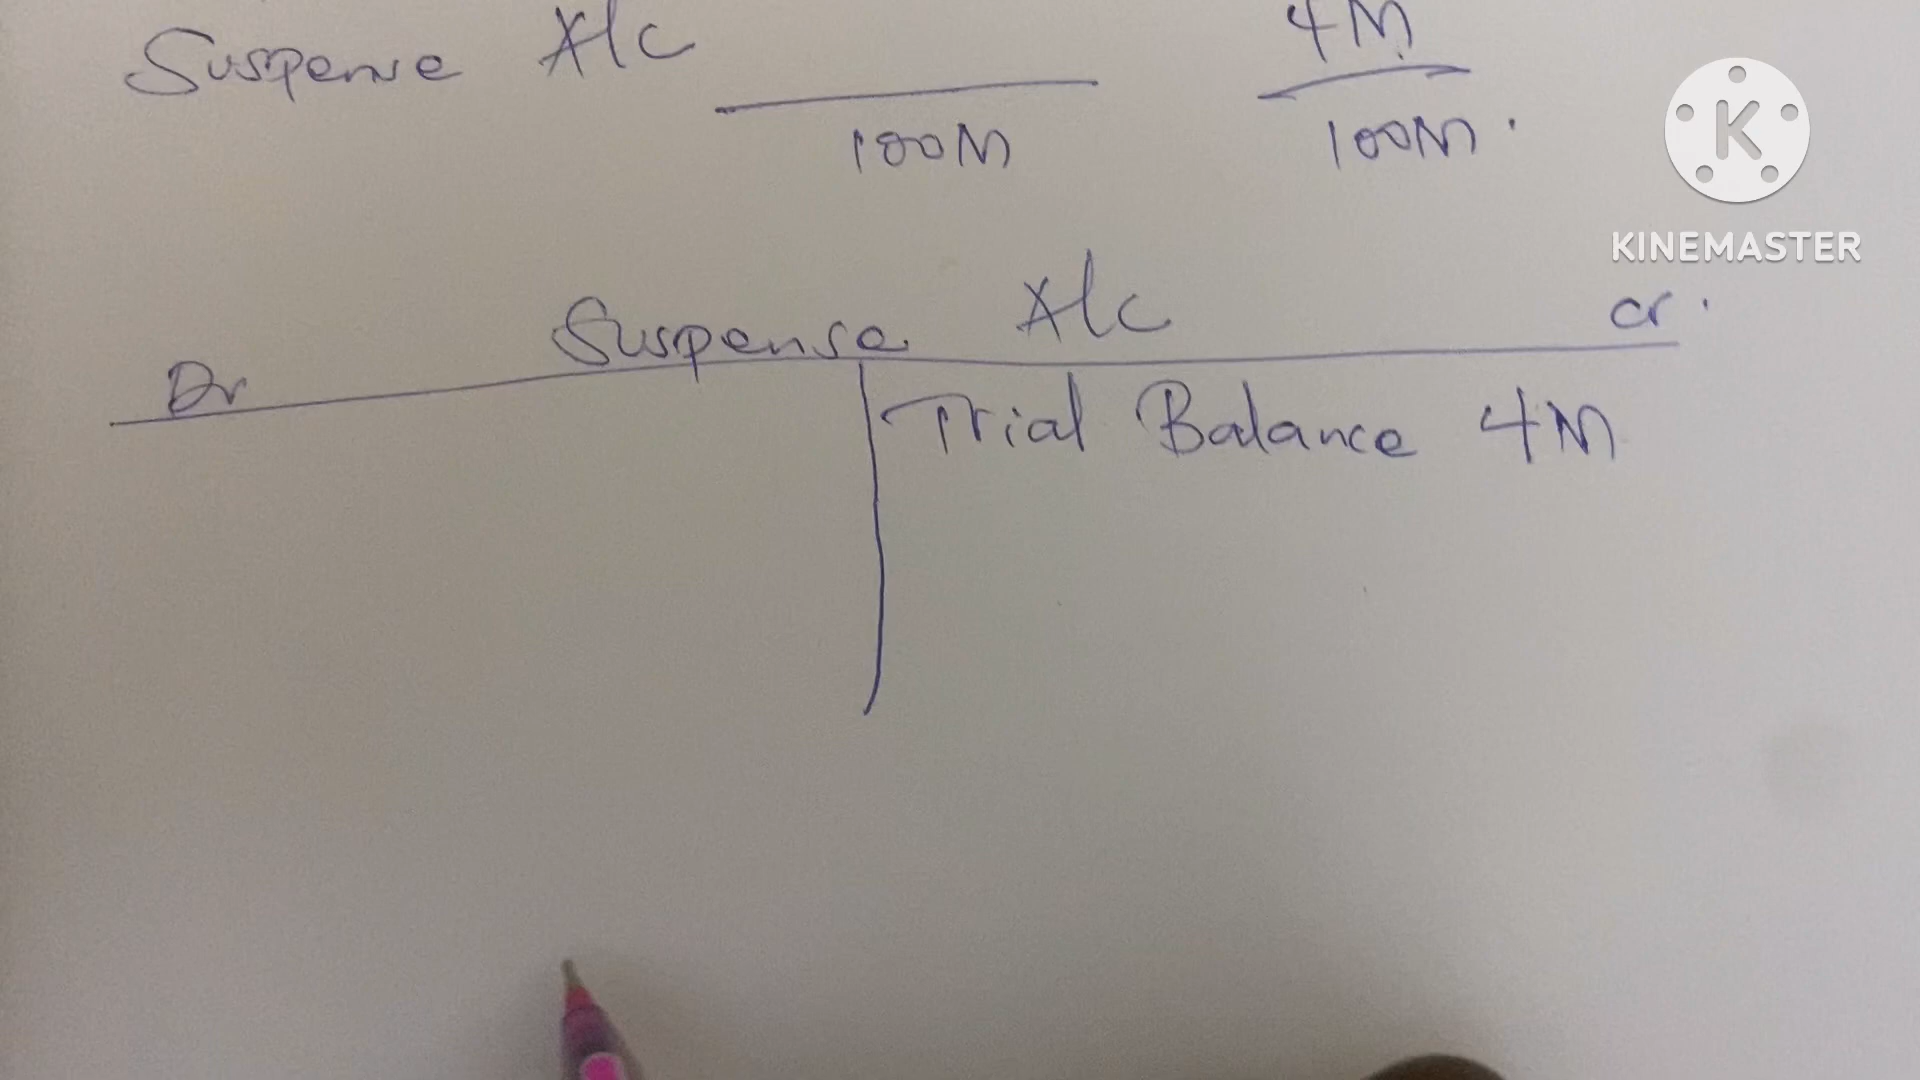 Suspense A/c 4M
100M 100M.
K
KINEMASTER
Suspense A/c
Dr cr.
Trial Balance 4M